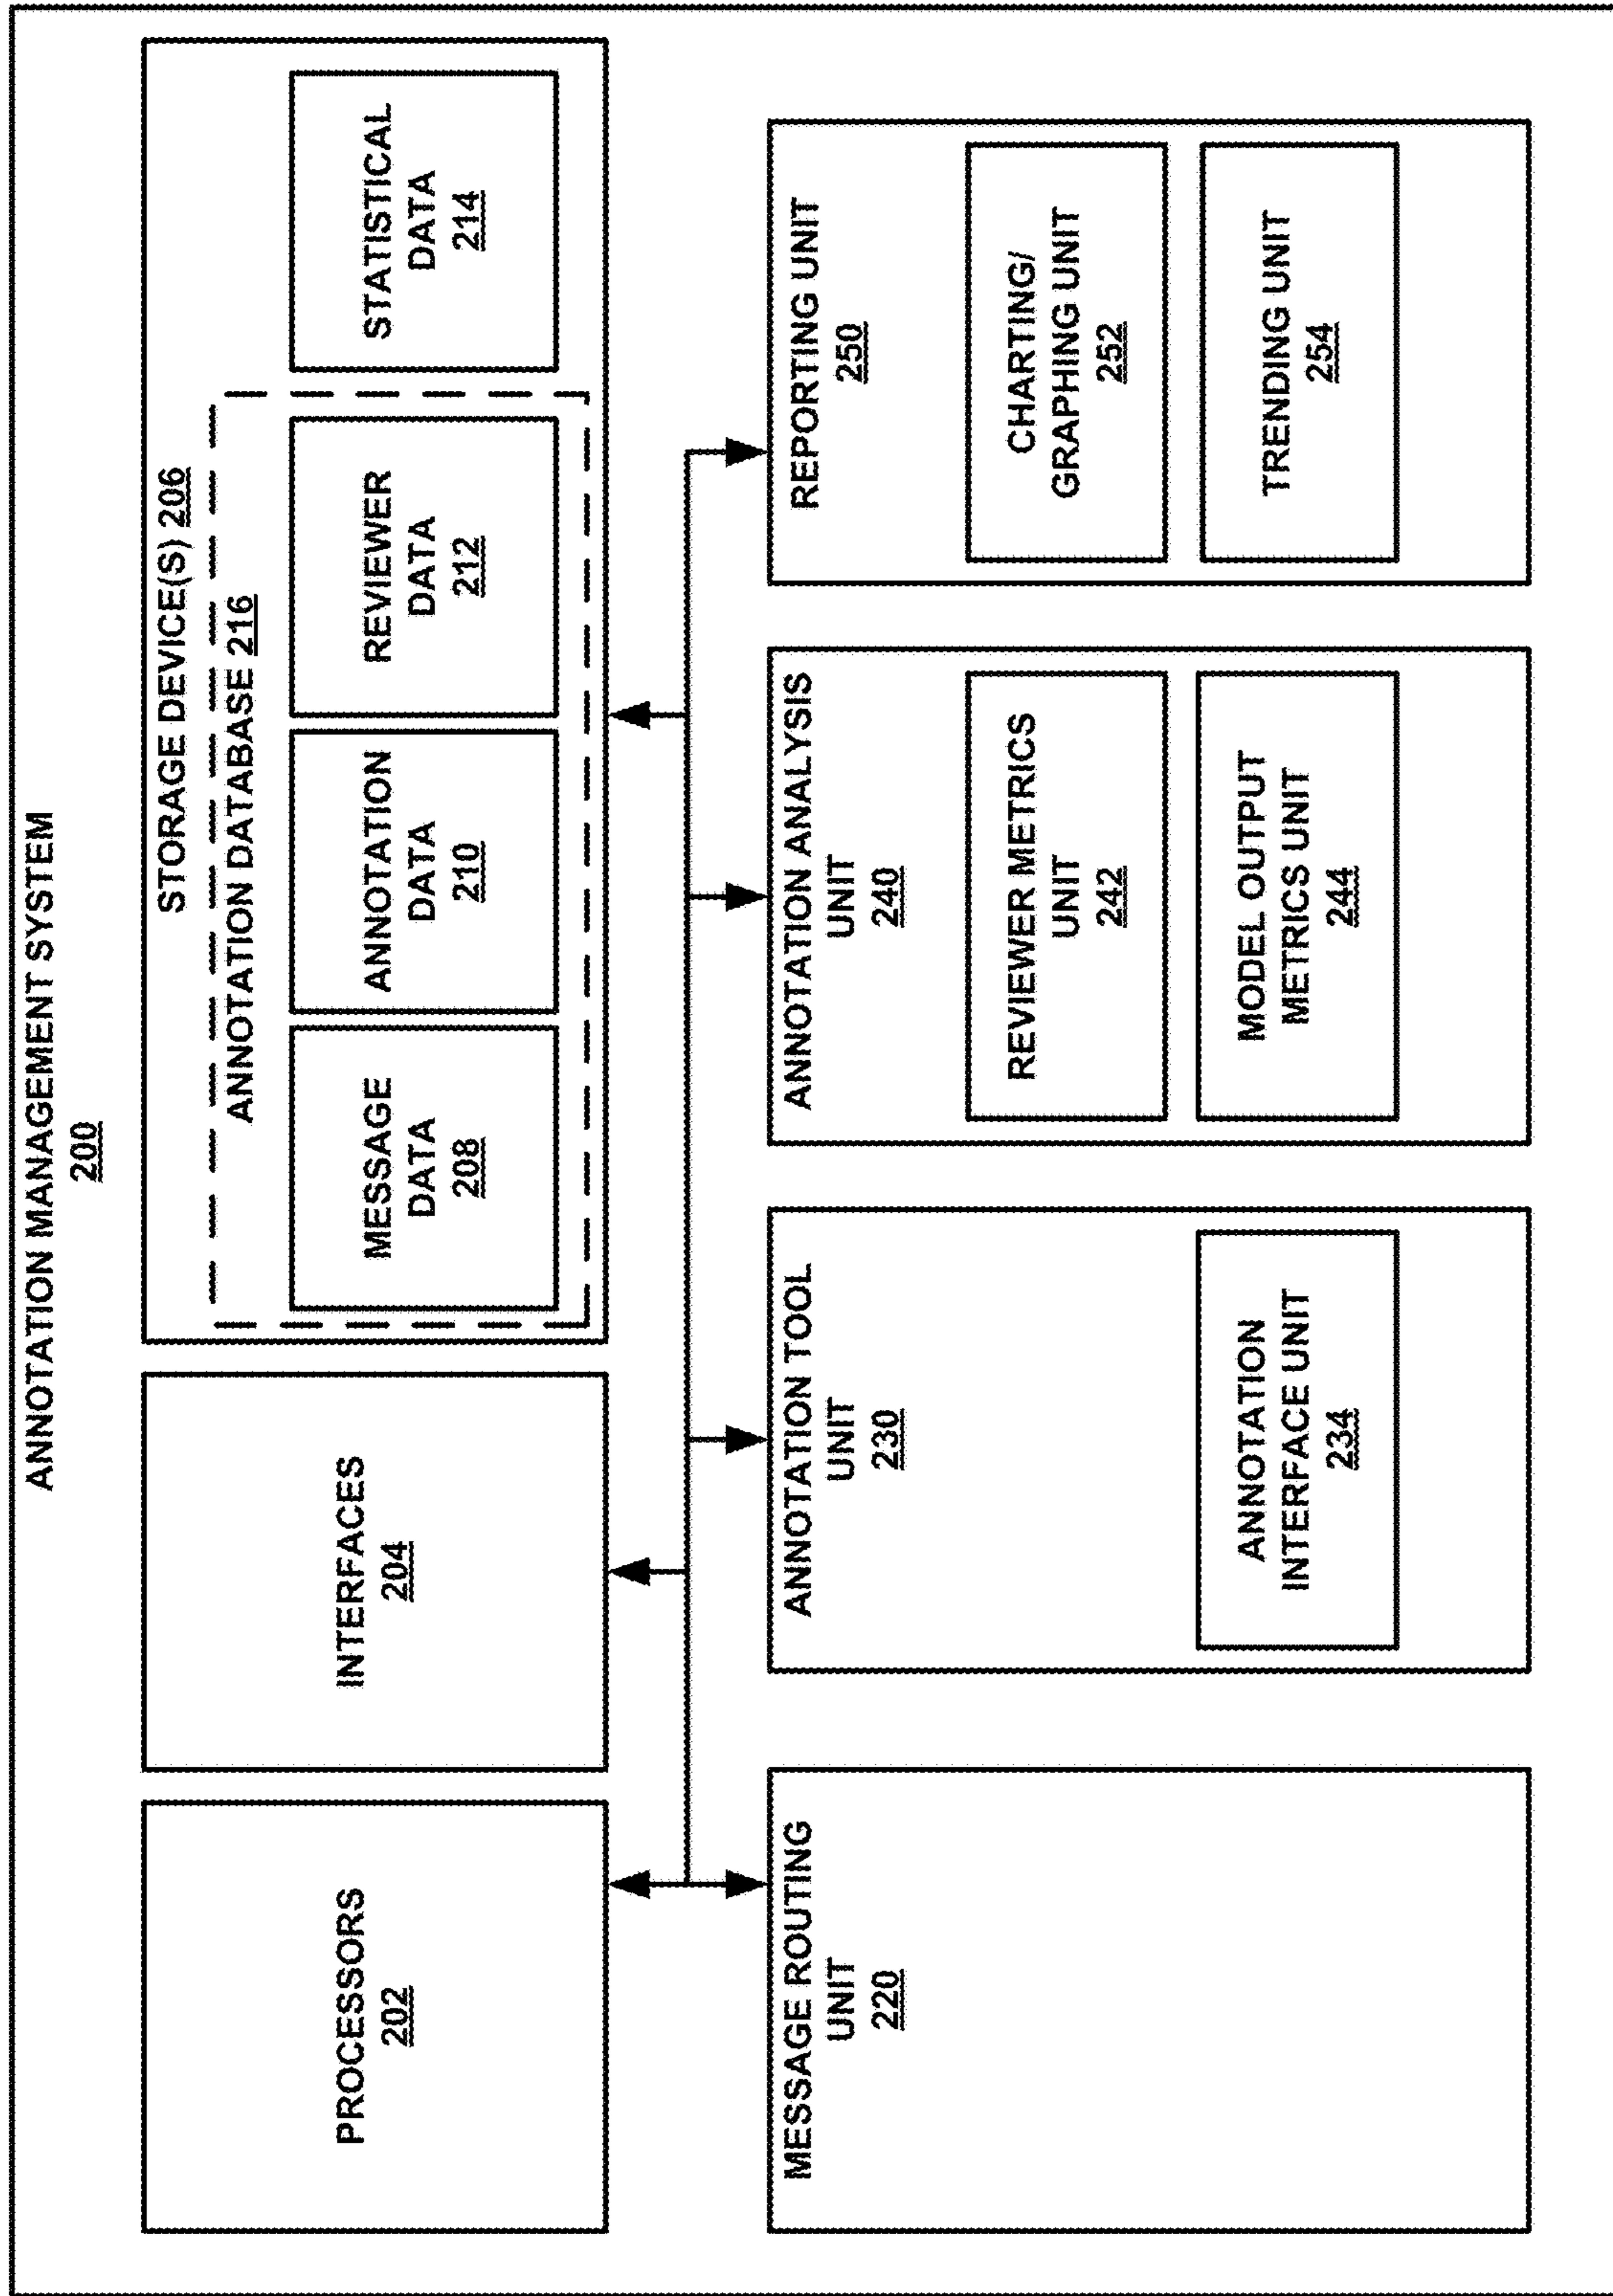 ANNOTATION MANAGEMENT SYSTEM
200
PROCESSORS
202
INTERFACES
204
STORAGE DEVICE(S) 206
ANNOTATION DATABASE 216
MESSAGE
DATA
208
ANNOTATION
DATA
210
REVIEWER
DATA
212
STATISTICAL
DATA
214
MESSAGE ROUTING
UNIT
220
ANNOTATION TOOL
UNIT
230
ANNOTATION
INTERFACE UNIT
234
ANNOTATION ANALYSIS
UNIT
240
REVIEWER METRICS
UNIT
242
MODEL OUTPUT
METRICS UNIT
244
REPORTING UNIT
250
CHARTING/
GRAPHING UNIT
252
TRENDING UNIT
254